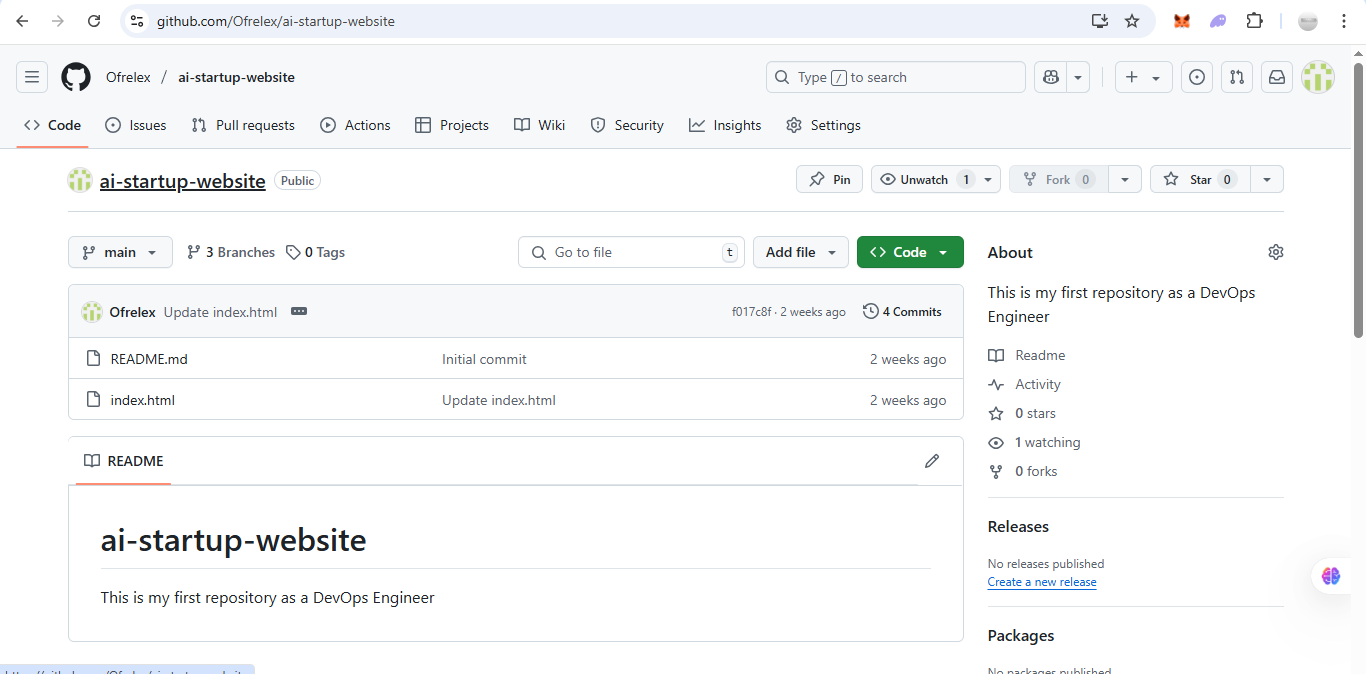 github.com/Ofrelex/ai-startup-website
Ofrelex / ai-startup-website
Type / to search
Code Issues Pull requests Actions Projects Wiki Security Insights Settings
ai-startup-website Public
Pin Unwatch 1 Fork 0 Star 0
main 3 Branches 0 Tags
Go to file t Add file Code
Ofrelex Update index.html f017c8f · 2 weeks ago 4 Commits
README.md Initial commit 2 weeks ago
index.html Update index.html 2 weeks ago
README
ai-startup-website
This is my first repository as a DevOps Engineer
About
This is my first repository as a DevOps
Engineer
Readme
Activity
0 stars
1 watching
0 forks
Releases
No releases published
Create a new release
Packages
No packages published